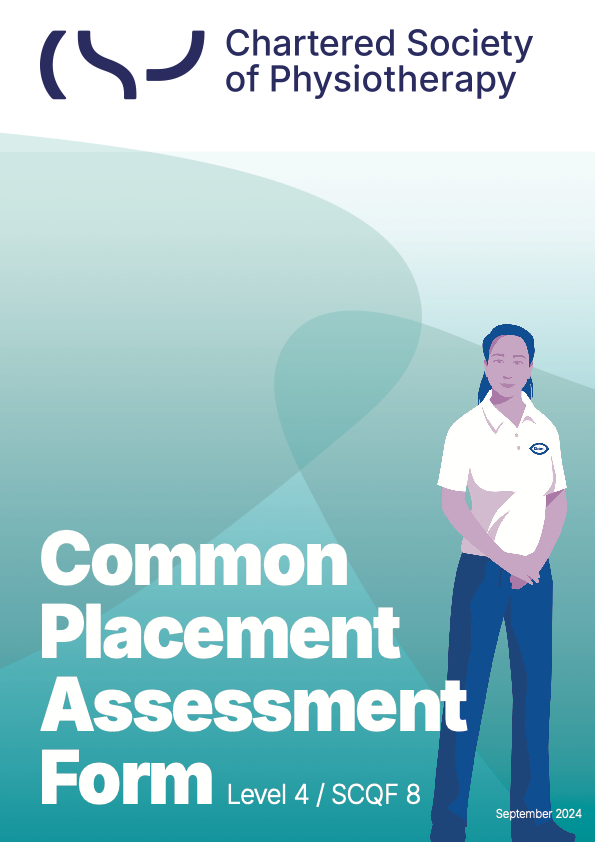 Chartered Society
of Physiotherapy
Common
Placement
Assessment
Form Level 4 / SCQF 8
September 2024